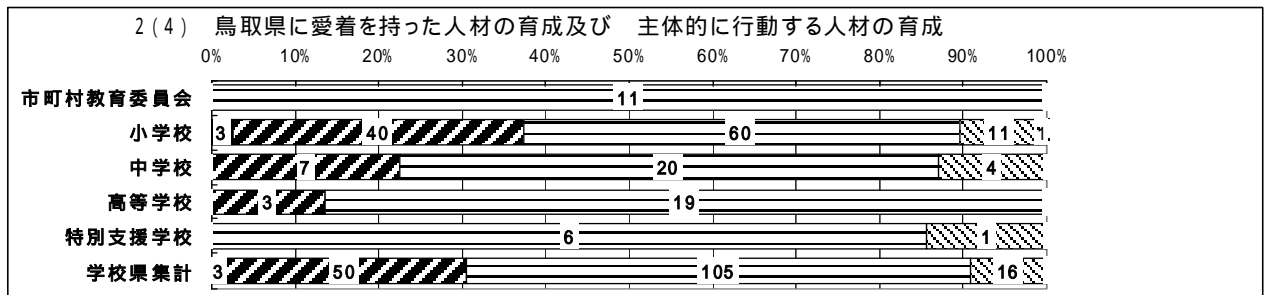 2(4) 鳥取県に愛着を持った人材の育成及び 主体的に行動する人材の育成
0% 10% 20% 30% 40% 50% 60% 70% 80% 90% 100%
市町村教育委員会 11
小学校 3 40 60 11 1
中学校 7 20 4
高等学校 3 19
特別支援学校 6 1
学校県集計 3 50 105 16